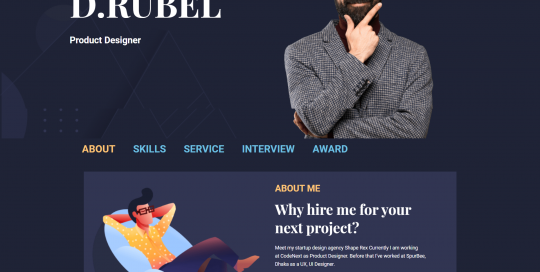 D.RUBEL
Product Designer
ABOUT SKILLS SERVICE INTERVIEW AWARD
ABOUT ME
Why hire me for your
next project?
Meet my startup design agency Shape Rex Currently I am working
at CodeNext as Product Designer. Before that I've worked at SpurBee,
Dhaka as a UX, UI Designer.